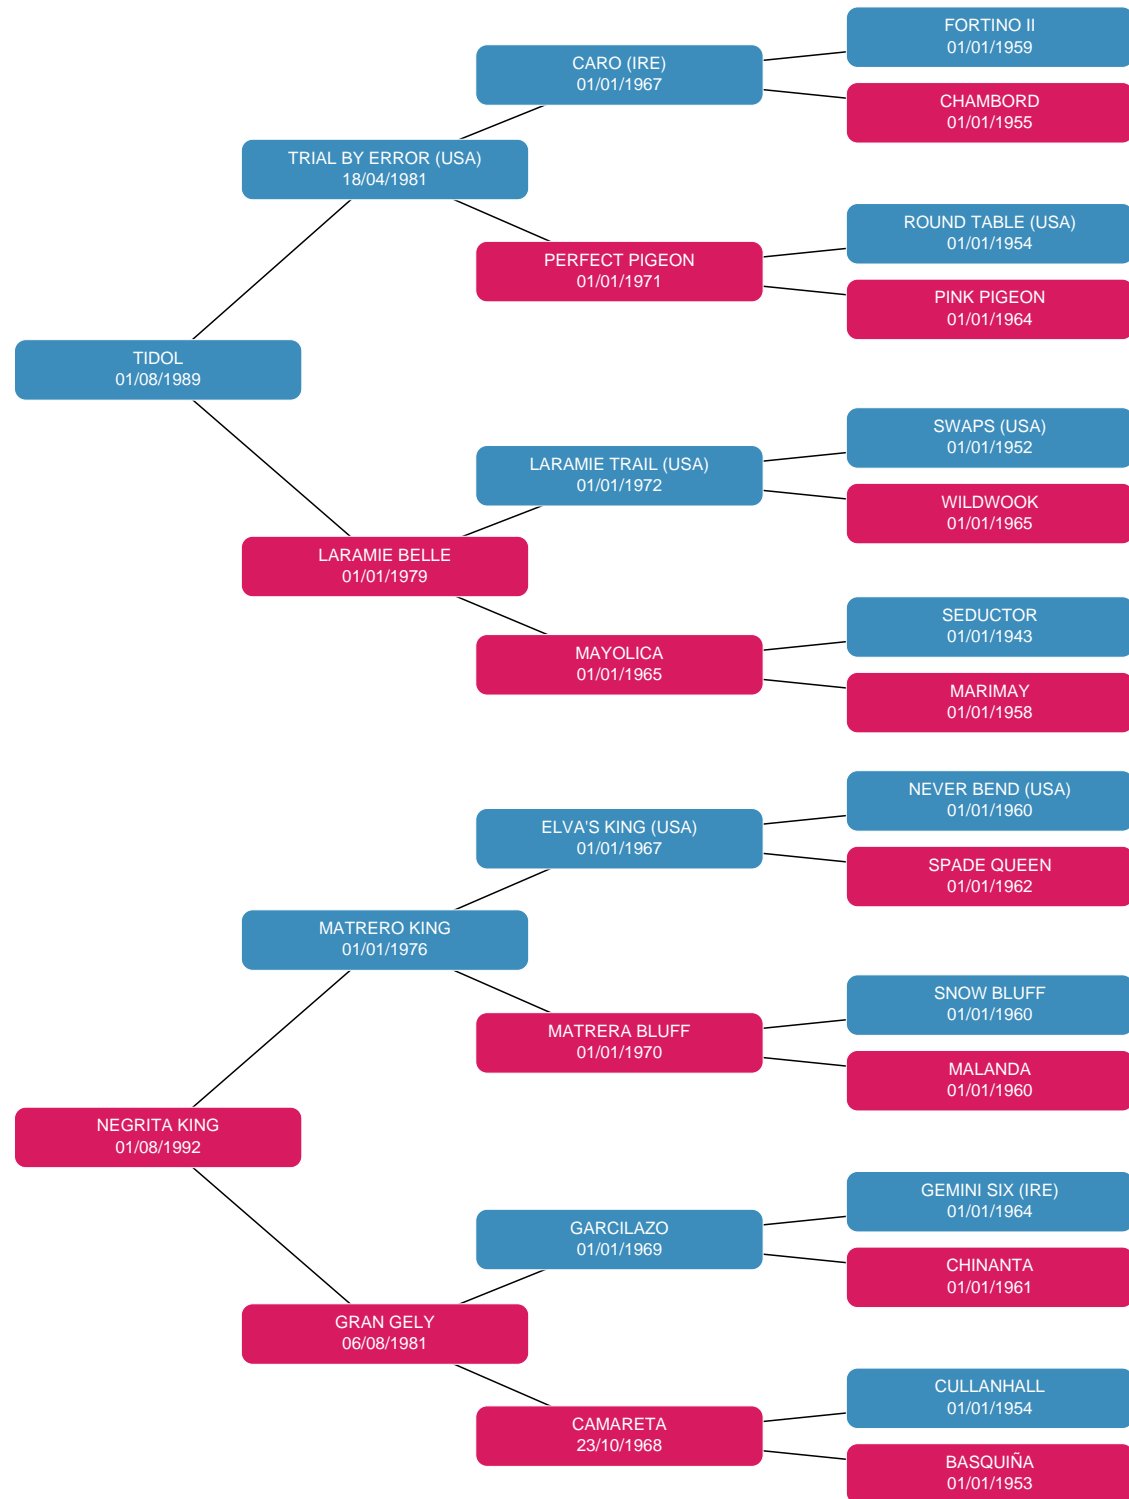 FORTINO II
01/01/1959
CARO (IRE)
01/01/1967
CHAMBORD
01/01/1955
TRIAL BY ERROR (USA)
18/04/1981
ROUND TABLE (USA)
01/01/1954
PERFECT PIGEON
01/01/1971
PINK PIGEON
01/01/1964
TIDOL
01/08/1989
SWAPS (USA)
01/01/1952
LARAMIE TRAIL (USA)
01/01/1972
WILDWOOK
01/01/1965
LARAMIE BELLE
01/01/1979
SEDUCTOR
01/01/1943
MAYOLICA
01/01/1965
MARIMAY
01/01/1958
NEVER BEND (USA)
01/01/1960
ELVA'S KING (USA)
01/01/1967
SPADE QUEEN
01/01/1962
MATRERO KING
01/01/1976
SNOW BLUFF
01/01/1960
MATRERA BLUFF
01/01/1970
MALANDA
01/01/1960
NEGRITA KING
01/08/1992
GEMINI SIX (IRE)
01/01/1964
GARCILAZO
01/01/1969
CHINANTA
01/01/1961
GRAN GELY
06/08/1981
CULLANHALL
01/01/1954
CAMARETA
23/10/1968
BASQUIÑA
01/01/1953